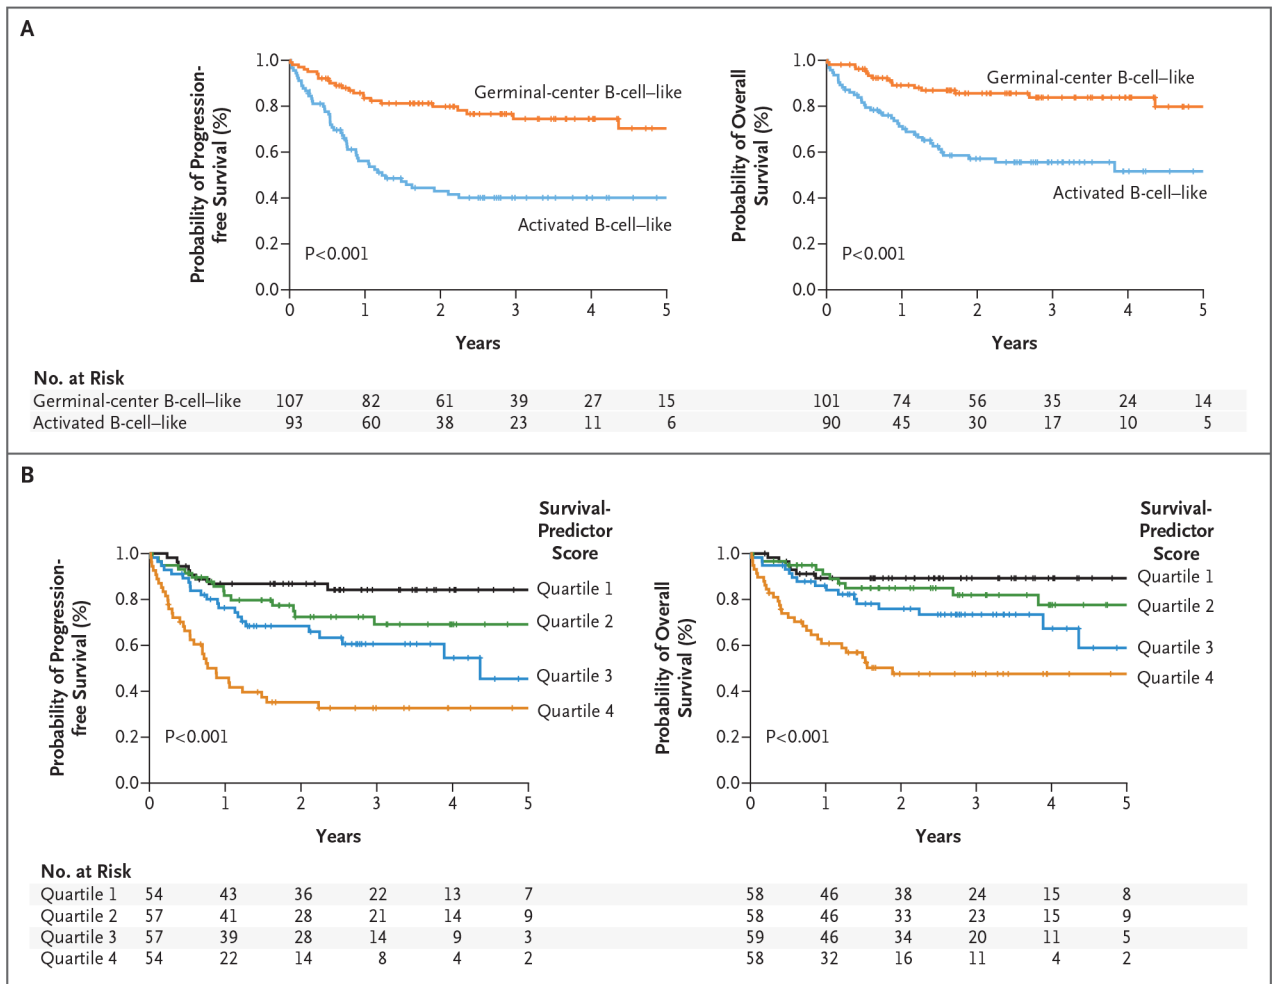 A
Probability of Progression-
free Survival (%)
1.0
0.8
0.6
0.4
0.2
0.0
Germinal-center B-cell–like
Activated B-cell–like
P<0.001
0 1 2 3 4 5
Years
Probability of Overall
Survival (%)
1.0
0.8
0.6
0.4
0.2
0.0
Germinal-center B-cell–like
Activated B-cell–like
P<0.001
0 1 2 3 4 5
Years
No. at Risk
Germinal-center B-cell–like 107 82 61 39 27 15 101 74 56 35 24 14
Activated B-cell–like 93 60 38 23 11 6 90 45 30 17 10 5
B
Probability of Progression-
free Survival (%)
1.0
0.8
0.6
0.4
0.2
0.0
Survival-
Predictor
Score
Quartile 1
Quartile 2
Quartile 3
Quartile 4
P<0.001
0 1 2 3 4 5
Years
Probability of Overall
Survival (%)
1.0
0.8
0.6
0.4
0.2
0.0
Survival-
Predictor
Score
Quartile 1
Quartile 2
Quartile 3
Quartile 4
P<0.001
0 1 2 3 4 5
Years
No. at Risk
Quartile 1 54 43 36 22 13 7 58 46 38 24 15 8
Quartile 2 57 41 28 21 14 9 58 46 33 23 15 9
Quartile 3 57 39 28 14 9 3 59 46 34 20 11 5
Quartile 4 54 22 14 8 4 2 58 32 16 11 4 2